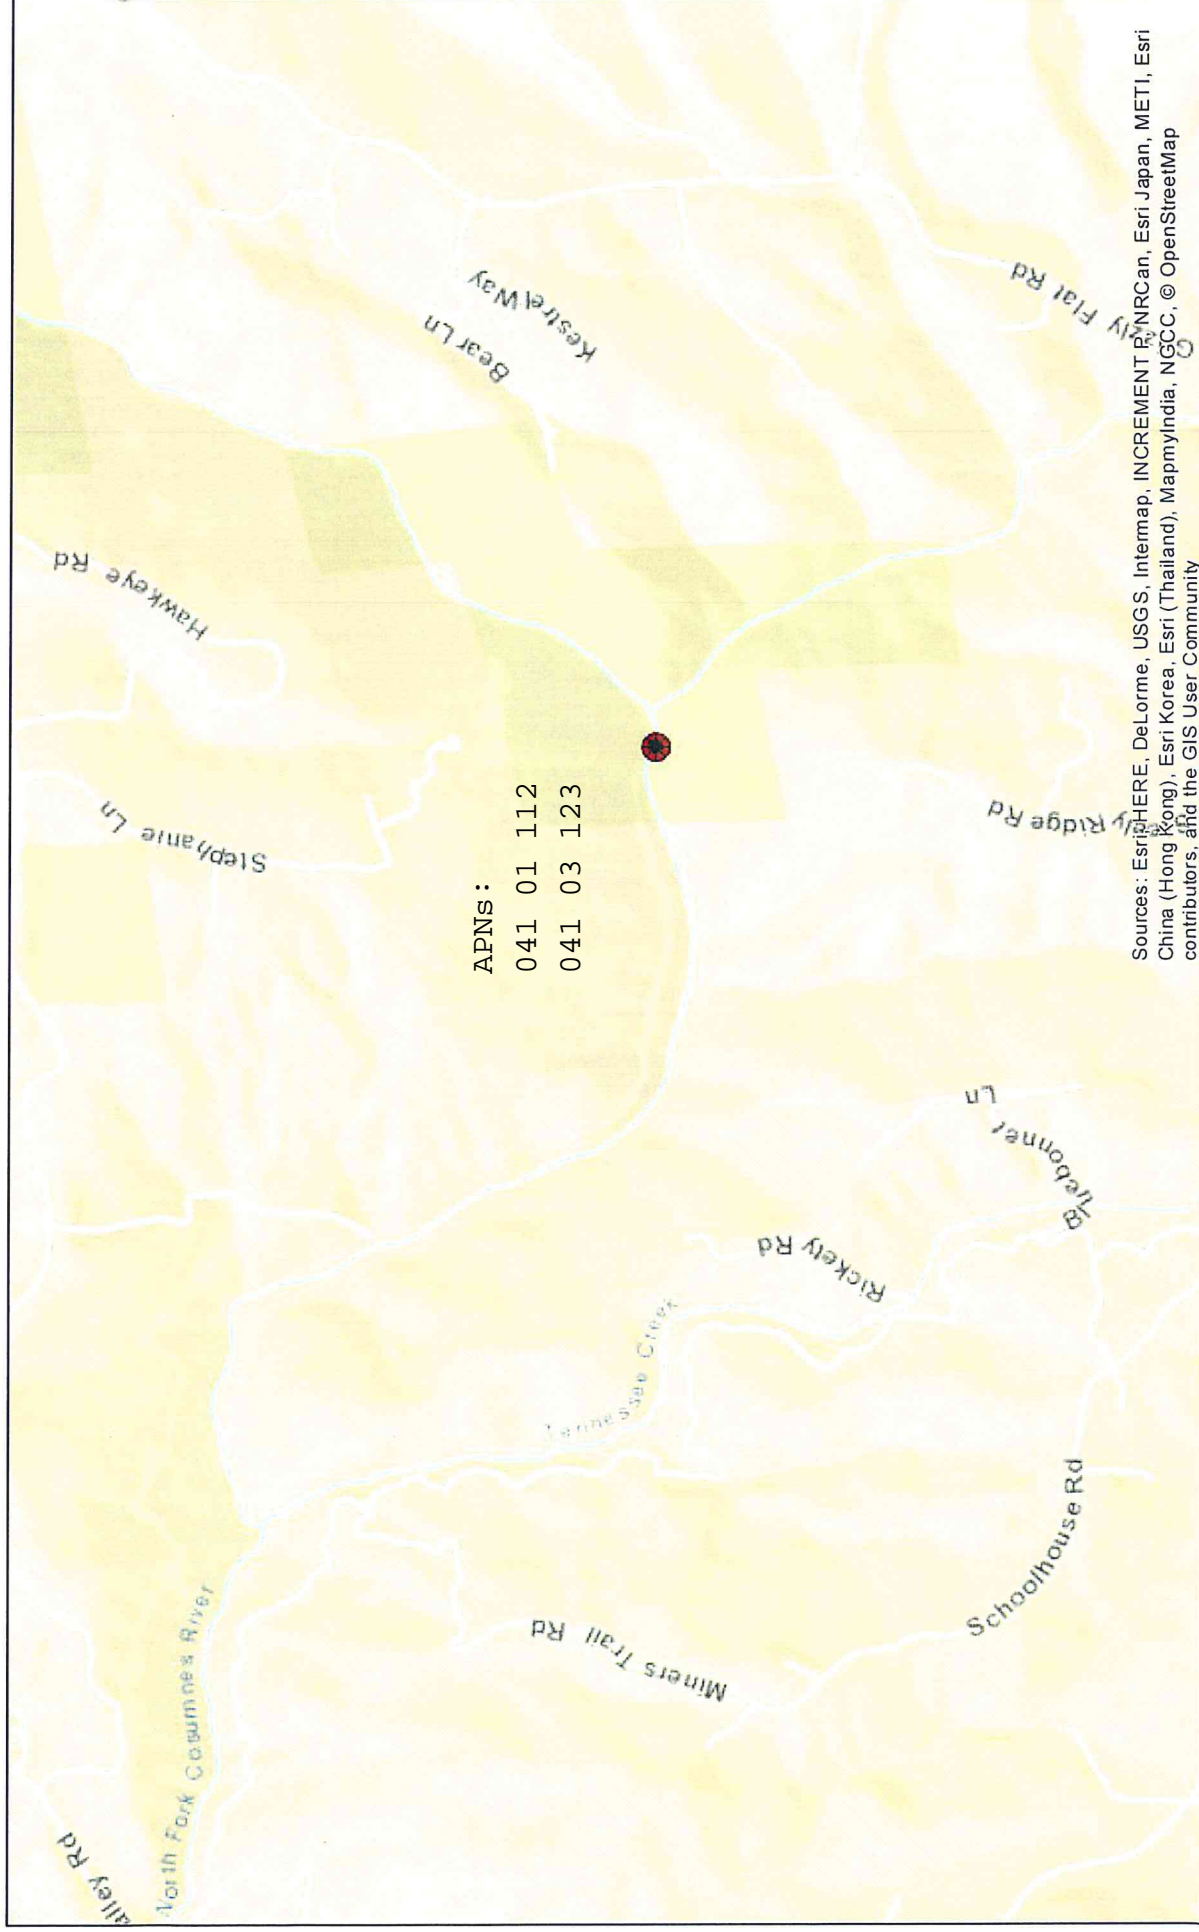 alley Rd
North Fork Cosumnes River
Stephanie Ln
Hawkeye Rd
Bear Ln
Kestrel Way
APNs:
041 01 112
041 03 123
Miners Trail Rd
Tennessee Creek
Rickety Rd
Schoolhouse Rd
Bluebonnet Ln
Ridge Rd
Grizzly Flat Rd
Sources: Esri, HERE, DeLorme, USGS, Intermap, INCREMENT P, NRCan, Esri Japan, METI, Esri
China (Hong Kong), Esri Korea, Esri (Thailand), MapmyIndia, NGCC, © OpenStreetMap
contributors, and the GIS User Community